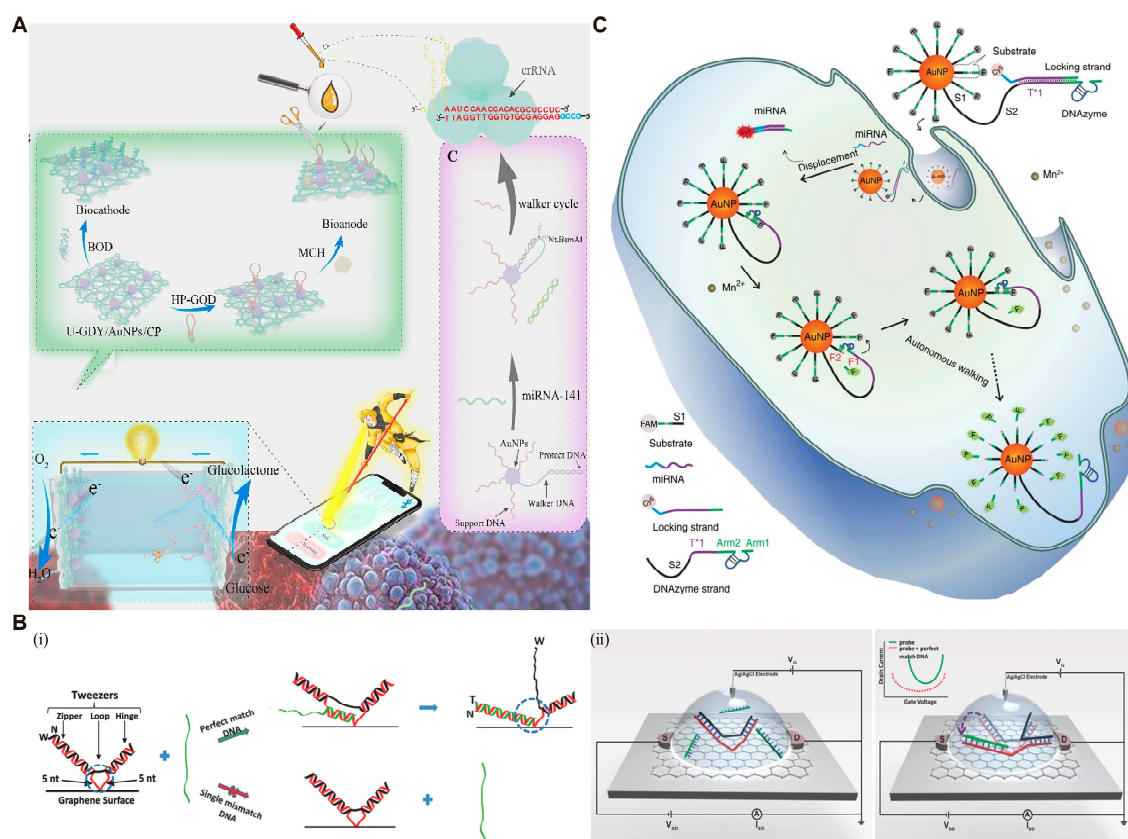 A
crRNA
5'
AAUCCAACCACACGCUCCUC
3'
ATTAGGTTGGTGTGCGAGGAGGCCG
C
walker cycle
Nt.BsmAI
miRNA-141
AuNPs
Protect DNA
Walker DNA
Support DNA
Biocathode
BOD
Bioanode
MCH
HP-GOD
U-GDY/AuNPs/CP
O2
Glucolactone
e-
e-
e-
e-
H2O
Glucose
C
Substrate
Locking strand
AuNP
S1
T*1
S2
DNAzyme
miRNA
miRNA
Displacement
AuNP
AuNP
Mn2+
Mn2+
AuNP
AuNP
F2
F1
F
F
Autonomous walking
AuNP
FAM
S1
Substrate
miRNA
Locking strand
T*1
Arm2
Arm1
S2
DNAzyme strand
B
(i)
Tweezers
Zipper
Loop
Hinge
N
W
5 nt
5 nt
Graphene Surface
+
Perfect match
DNA
Single mismatch
DNA
W
T
N
+
(ii)
VG
Ag/AgCl Electrode
S
D
A
VSD
ISD
probe
probe + perfect
match DNA
Drain Current
Gate Voltage
Ag/AgCl Electrode
S
D
A
ISD